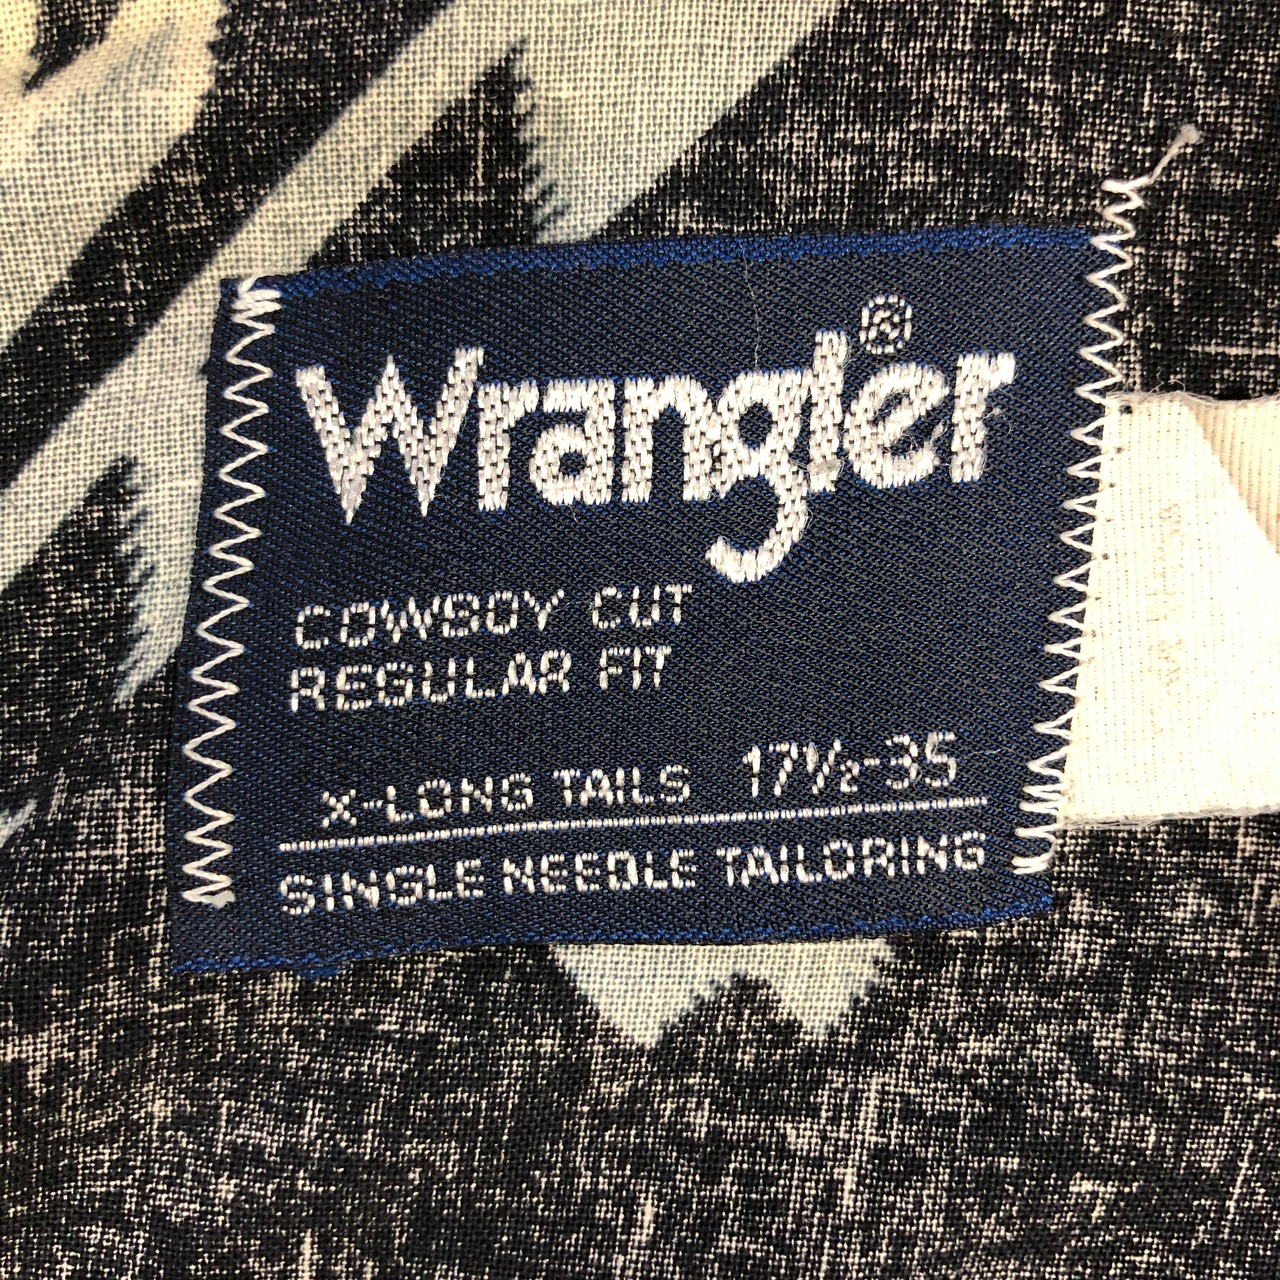 Wrangler®
COWBOY CUT
REGULAR FIT
X-LONG TAILS 17½-35
SINGLE NEEDLE TAILORING